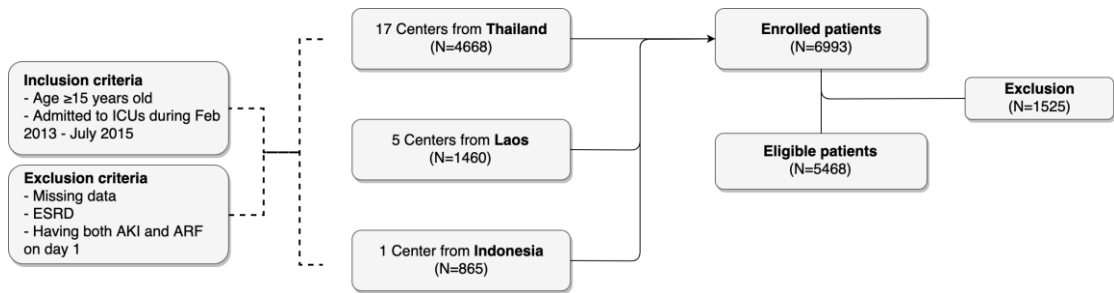 Inclusion criteria
- Age ≥15 years old
- Admitted to ICUs during Feb
2013 - July 2015
Exclusion criteria
- Missing data
- ESRD
- Having both AKI and ARF
on day 1
17 Centers from Thailand
(N=4668)
5 Centers from Laos
(N=1460)
1 Center from Indonesia
(N=865)
Enrolled patients
(N=6993)
Exclusion
(N=1525)
Eligible patients
(N=5468)